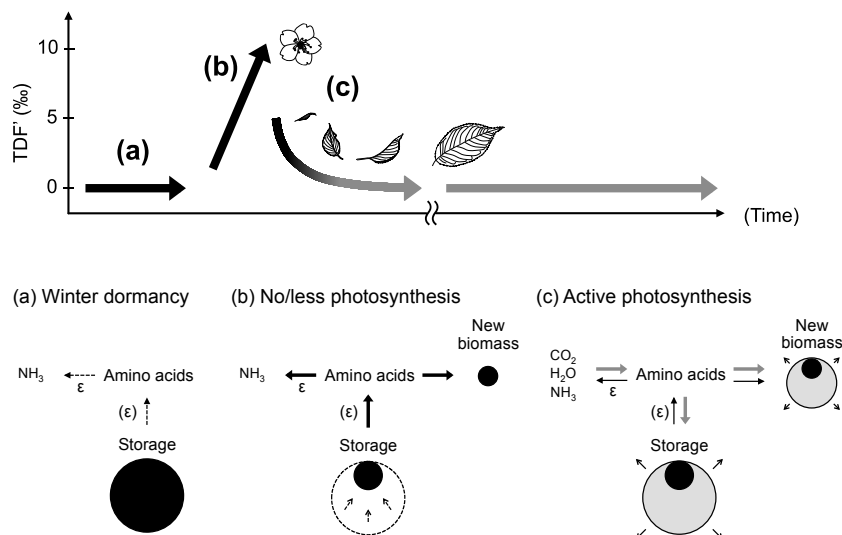 TDF' (‰)
10
5
0
(a)
(b)
(c)
(Time)
(a) Winter dormancy
(b) No/less photosynthesis
(c) Active photosynthesis
NH₃
ε
Amino acids
(ε)
Storage
NH₃
ε
Amino acids
New
biomass
(ε)
Storage
CO₂
H₂O
NH₃
ε
Amino acids
New
biomass
(ε)
Storage